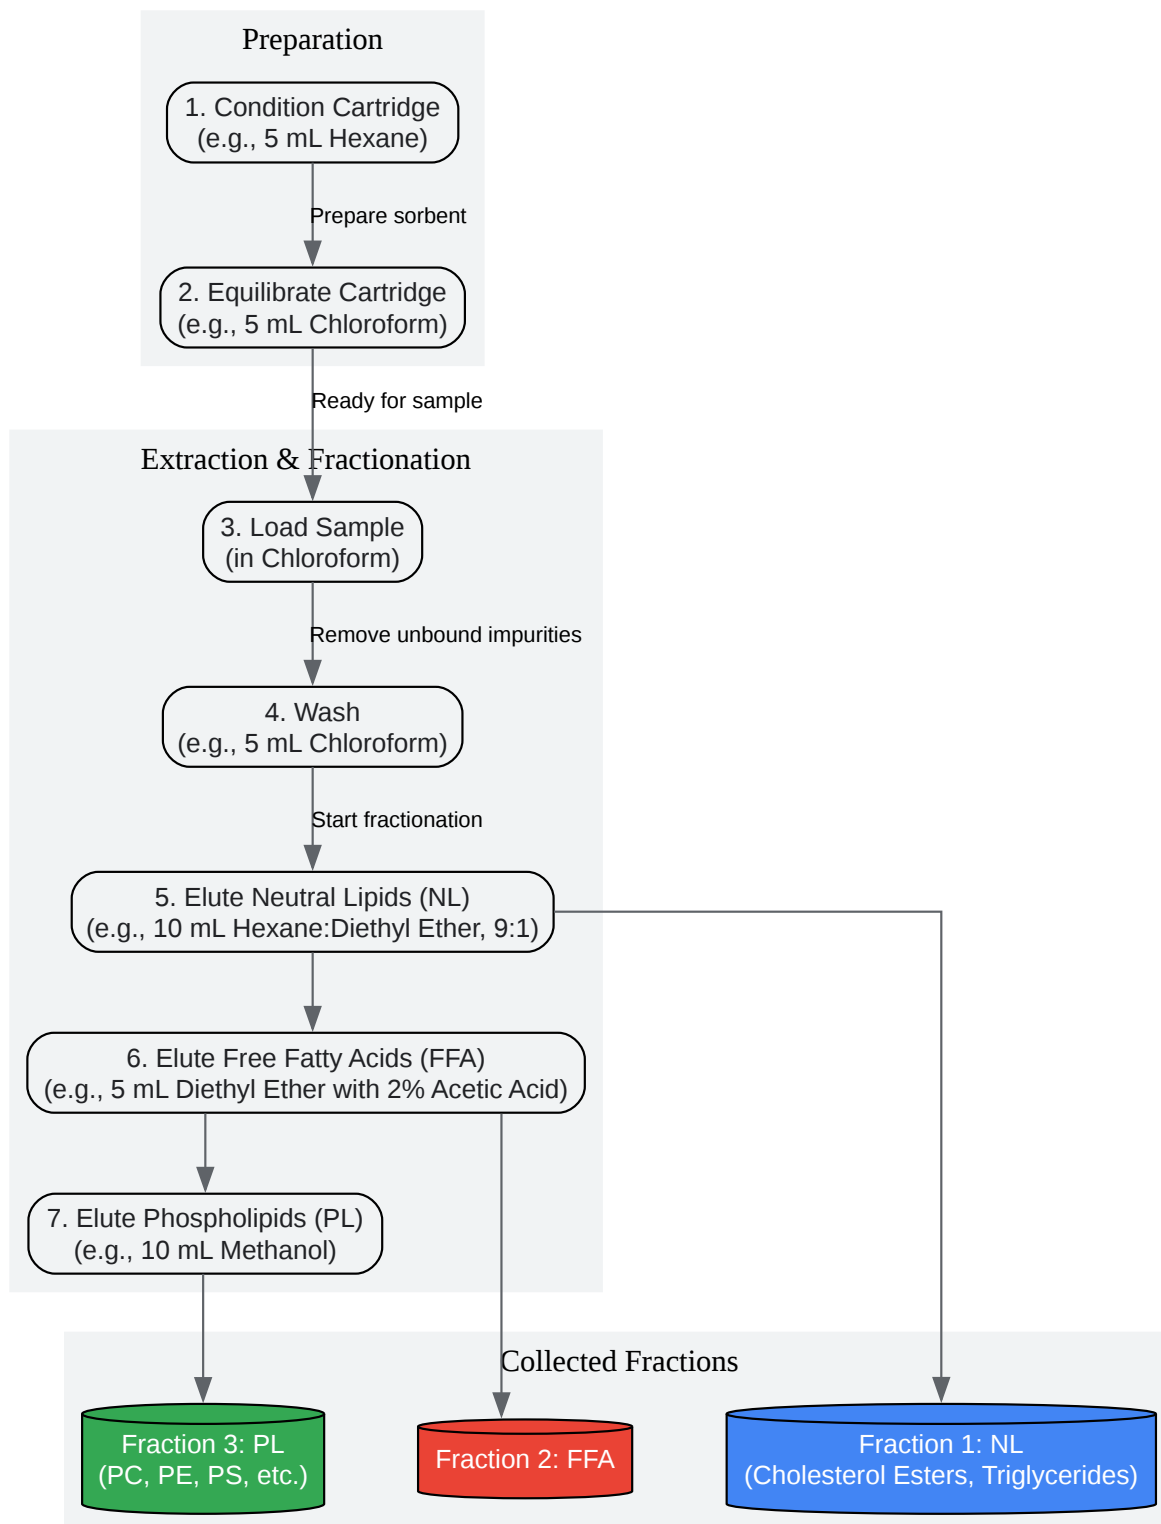 Preparation
1. Condition Cartridge
(e.g., 5 mL Hexane)
Prepare sorbent
2. Equilibrate Cartridge
(e.g., 5 mL Chloroform)
Ready for sample
Extraction & Fractionation
3. Load Sample
(in Chloroform)
Remove unbound impurities
4. Wash
(e.g., 5 mL Chloroform)
Start fractionation
5. Elute Neutral Lipids (NL)
(e.g., 10 mL Hexane:Diethyl Ether, 9:1)
6. Elute Free Fatty Acids (FFA)
(e.g., 5 mL Diethyl Ether with 2% Acetic Acid)
7. Elute Phospholipids (PL)
(e.g., 10 mL Methanol)
Collected Fractions
Fraction 3: PL
(PC, PE, PS, etc.)
Fraction 2: FFA
Fraction 1: NL
(Cholesterol Esters, Triglycerides)